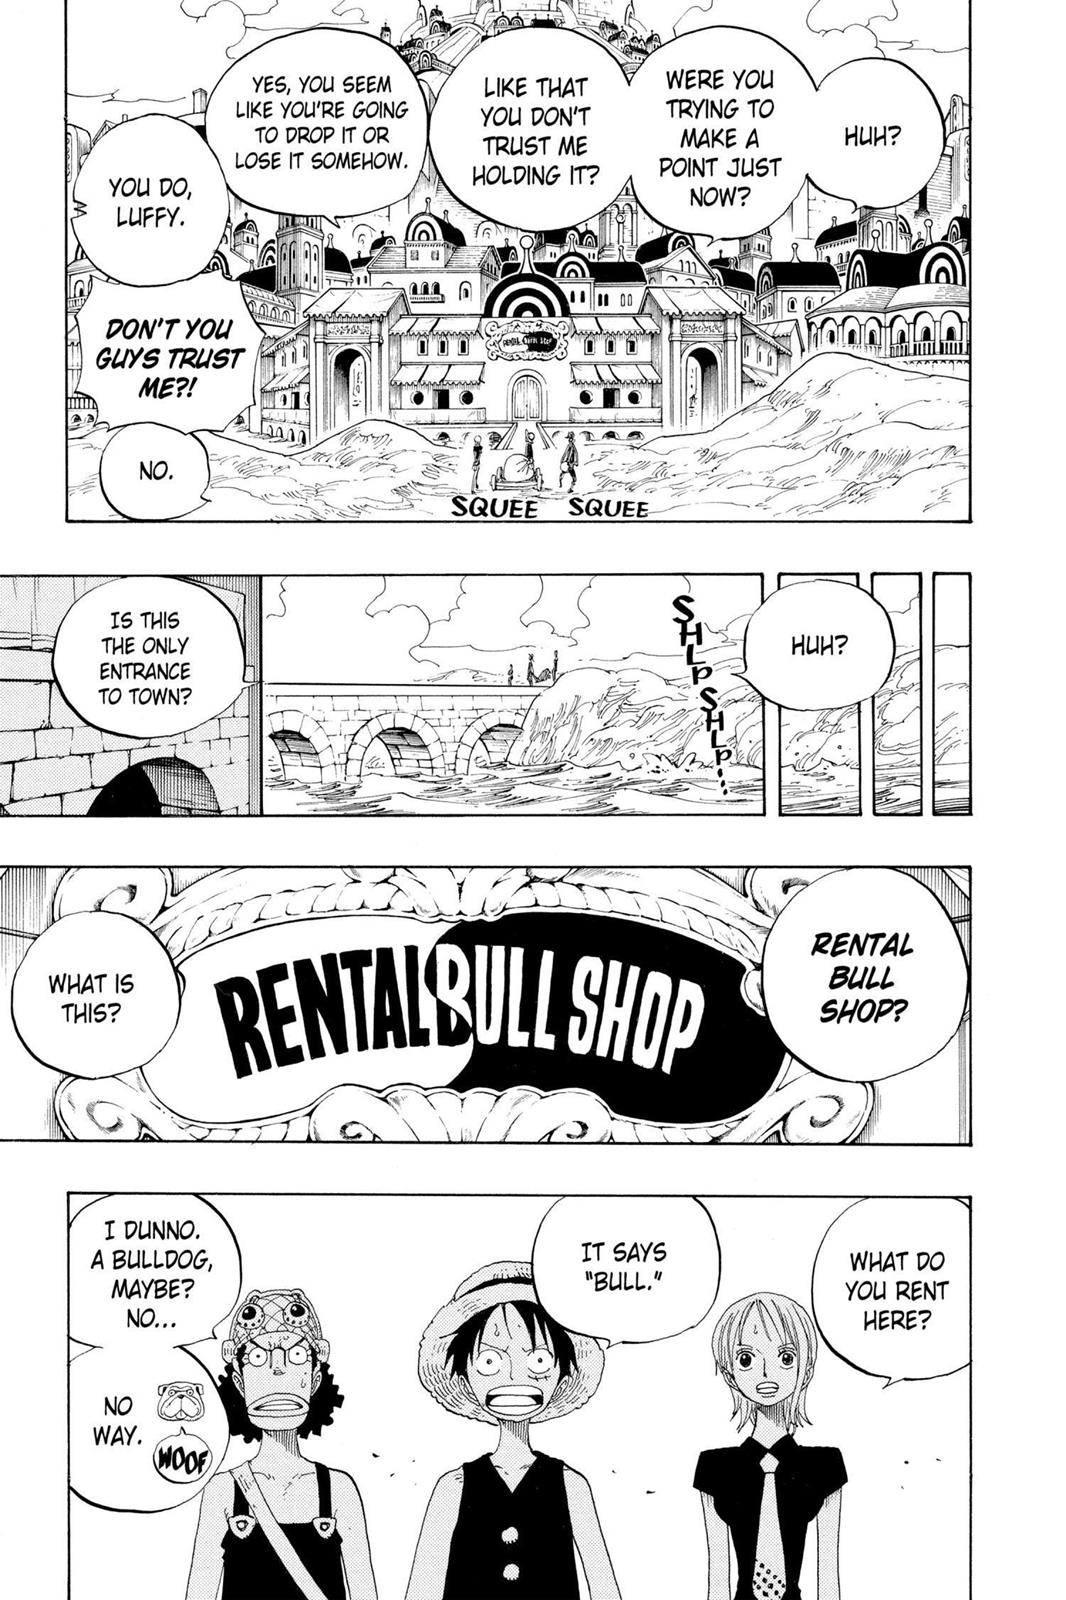 HUH?
WERE YOU
TRYING TO
MAKE A
POINT JUST
NOW?
LIKE THAT
YOU DON'T
TRUST ME
HOLDING IT?
YES, YOU SEEM
LIKE YOU'RE GOING
TO DROP IT OR
LOSE IT SOMEHOW.
YOU DO,
LUFFY.
DON'T YOU
GUYS TRUST
ME?!
NO.
RENTAL BULL SHOP
SQUEE SQUEE
HUH?
SHLP SHLP...
IS THIS
THE ONLY
ENTRANCE
TO TOWN?
RENTAL
BULL
SHOP?
RENTAL BULL SHOP
WHAT IS
THIS?
WHAT DO
YOU RENT
HERE?
IT SAYS
"BULL."
I DUNNO.
A BULLDOG,
MAYBE?
NO...
NO
WAY.
WOOF